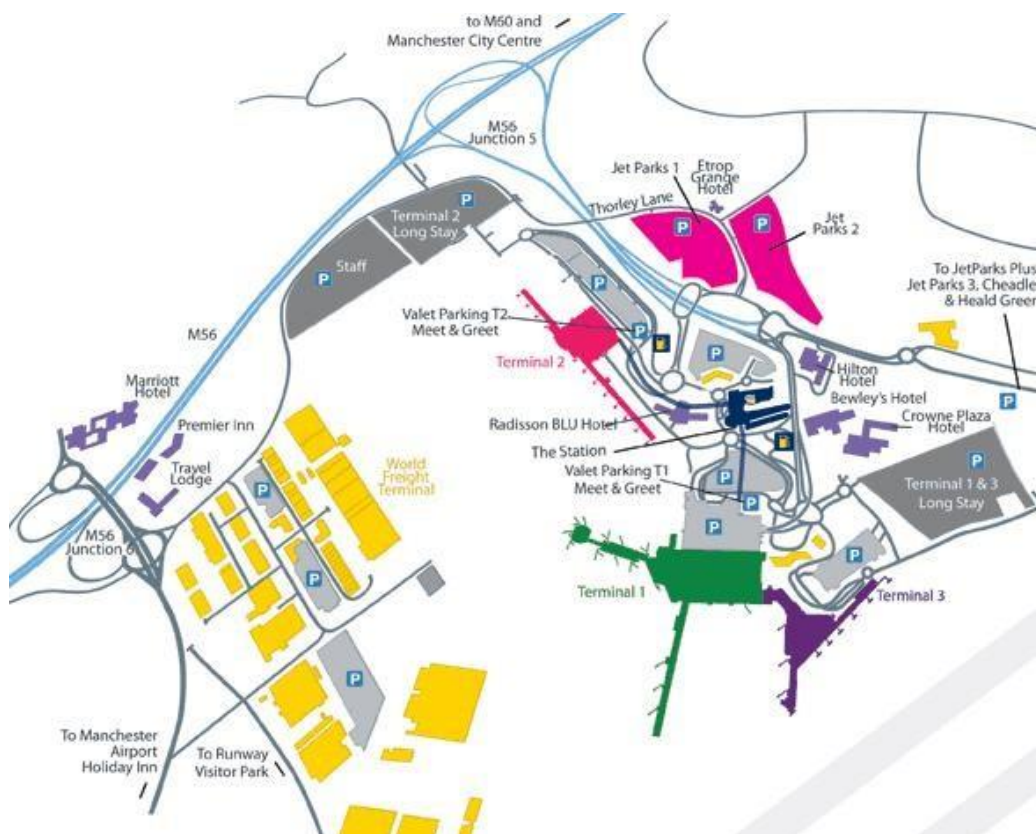 to M60 and
Manchester City Centre
M56
Junction 5
Jet Parks 1
Etrop
Grange
Hotel
Thorley Lane
Jet
Parks 2
P
P
P
Terminal 2
Long Stay
P
Staff
To JetParks Plus,
Jet Parks 3, Cheadle
& Heald Green
P
Valet Parking T2
Meet & Greet
P
M56
P
Terminal 2
Hilton
Hotel
Marriott
Hotel
Bewley's Hotel
P
Premier Inn
Radisson BLU Hotel
Crowne Plaza
Hotel
The Station
World
Freight
Terminal
Travel
Lodge
Valet Parking T1
Meet & Greet
P
P
Terminal 1 & 3
Long Stay
P
P
P
P
M56
Junction 6
P
Terminal 1
Terminal 3
P
To Manchester
Airport
Holiday Inn
To Runway
Visitor Park